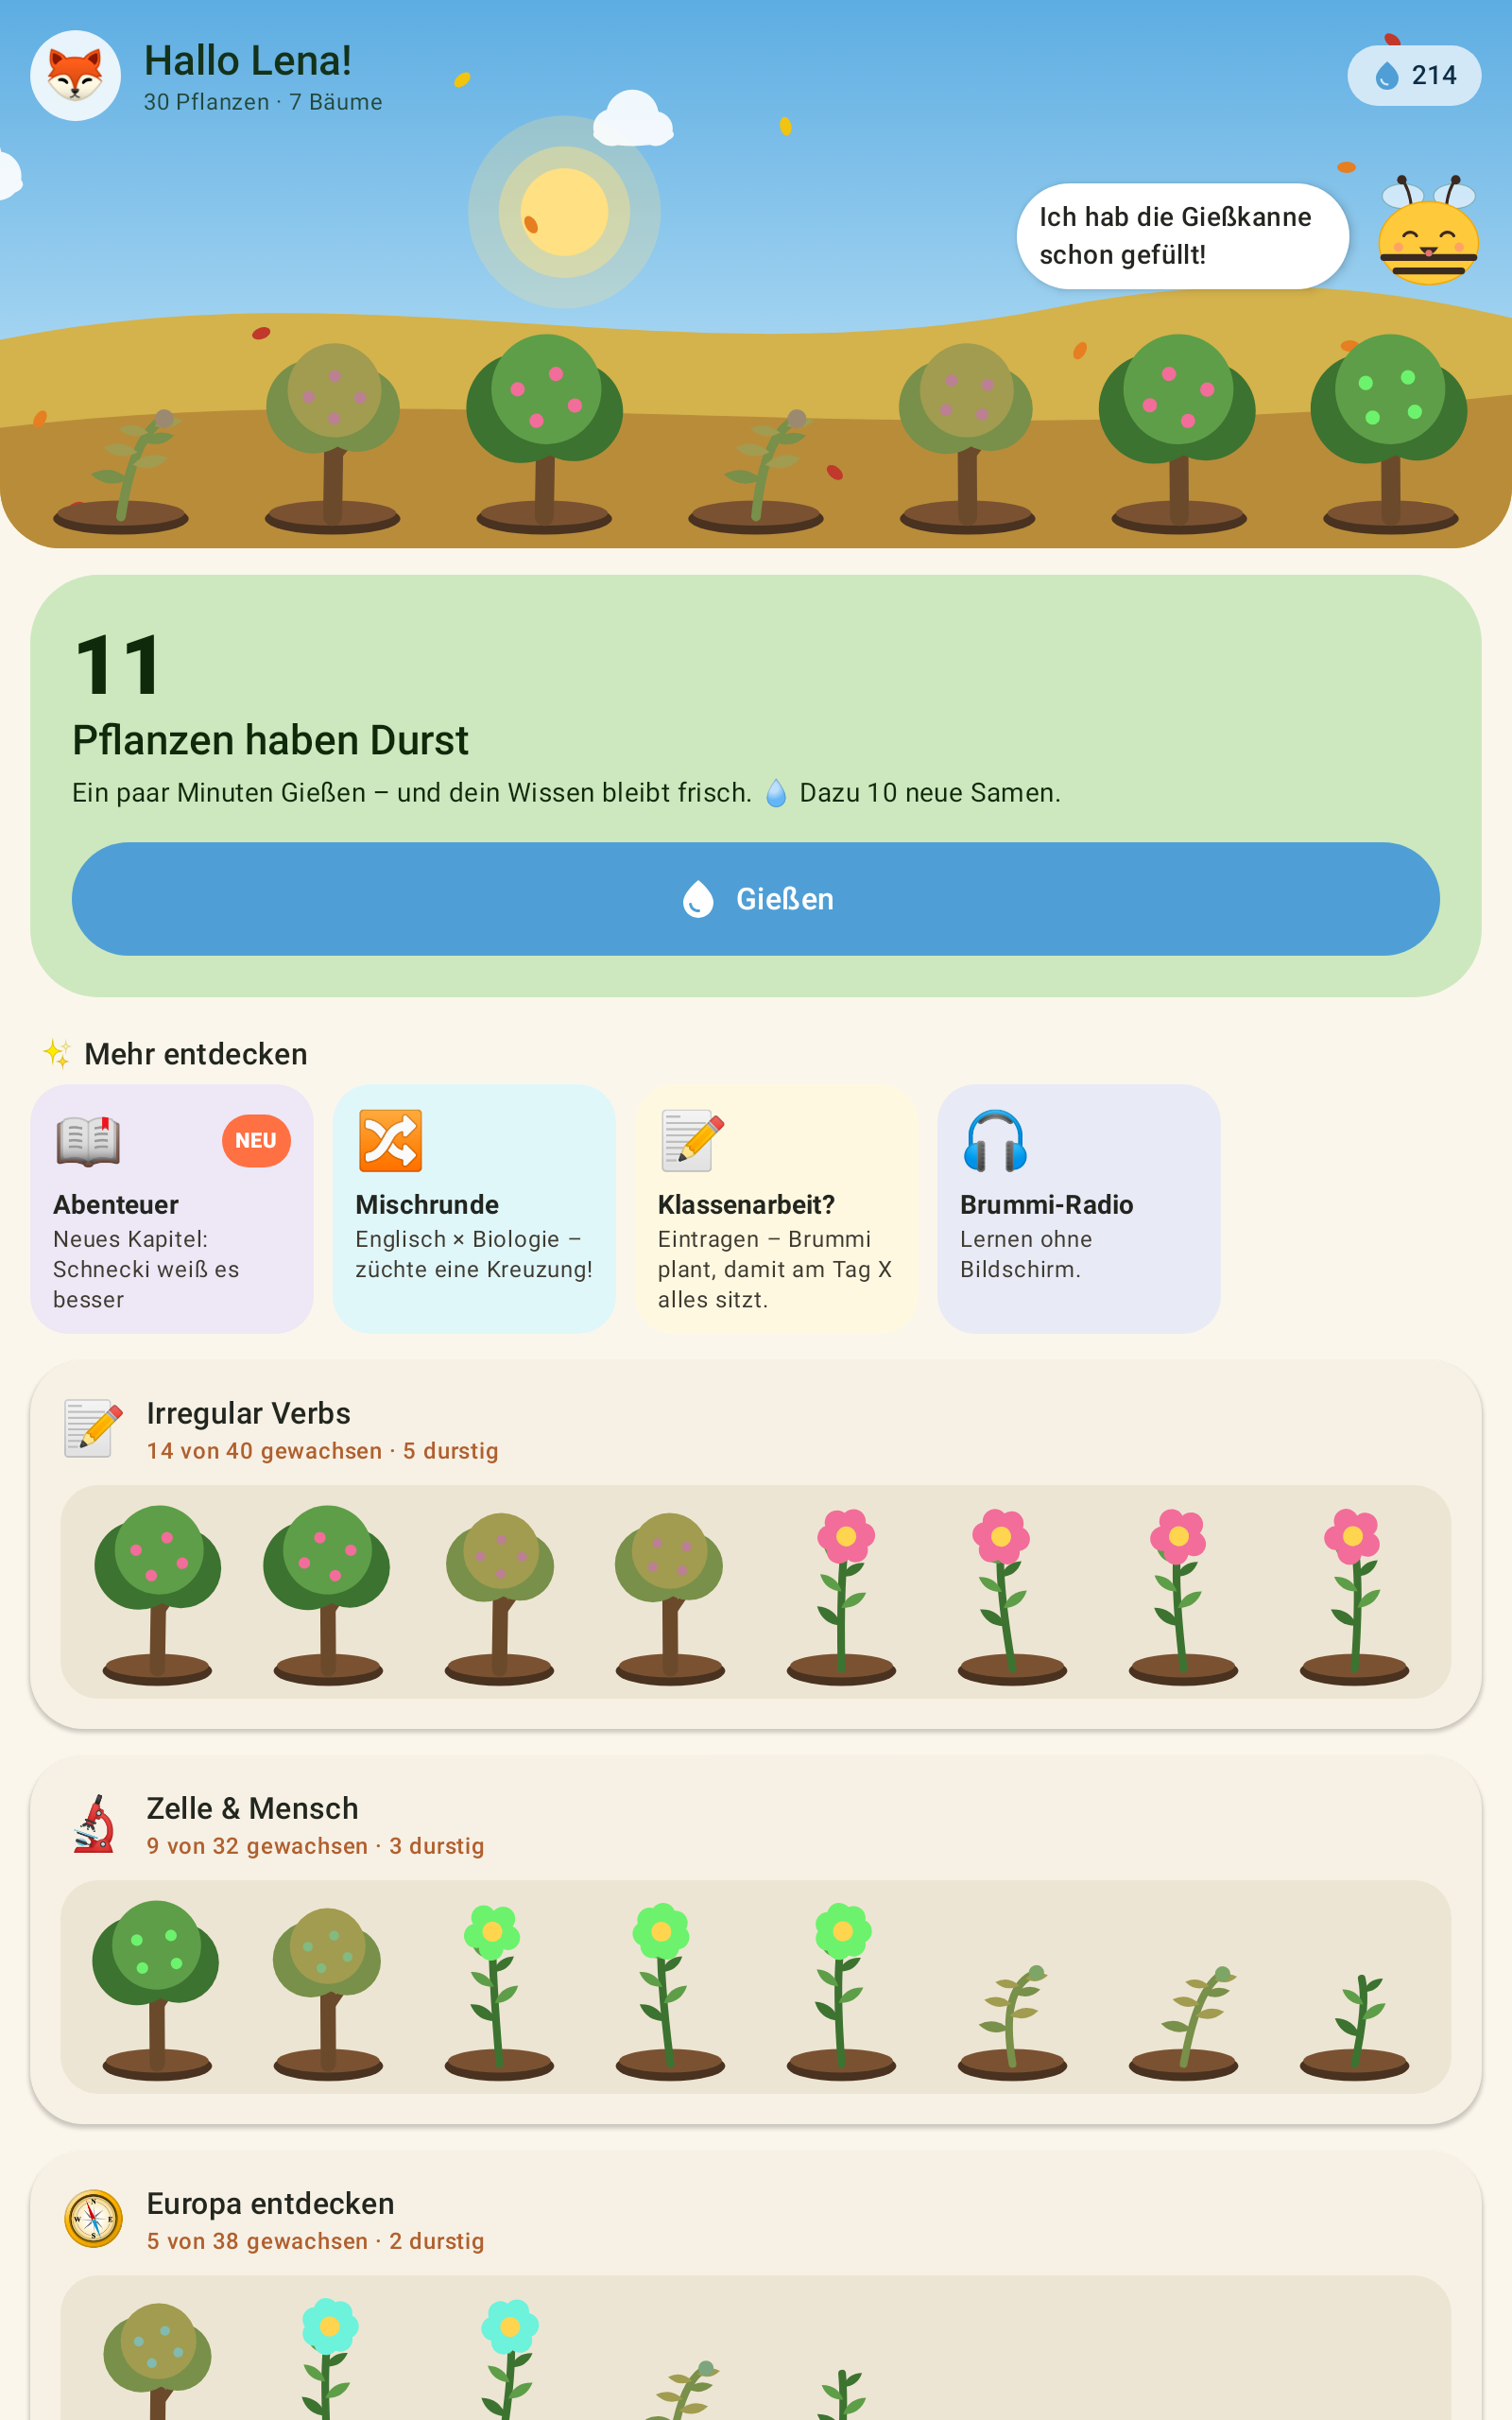 Hallo Lena!
30 Pflanzen · 7 Bäume
214
Ich hab die Gießkanne
schon gefüllt!
11
Pflanzen haben Durst
Ein paar Minuten Gießen – und dein Wissen bleibt frisch. 💧 Dazu 10 neue Samen.
Gießen
✨ Mehr entdecken
NEU
Abenteuer
Neues Kapitel:
Schnecki weiß es
besser
Mischrunde
Englisch × Biologie –
züchte eine Kreuzung!
Klassenarbeit?
Eintragen – Brummi
plant, damit am Tag X
alles sitzt.
Brummi-Radio
Lernen ohne
Bildschirm.
Irregular Verbs
14 von 40 gewachsen · 5 durstig
Zelle & Mensch
9 von 32 gewachsen · 3 durstig
N
W E
S
Europa entdecken
5 von 38 gewachsen · 2 durstig